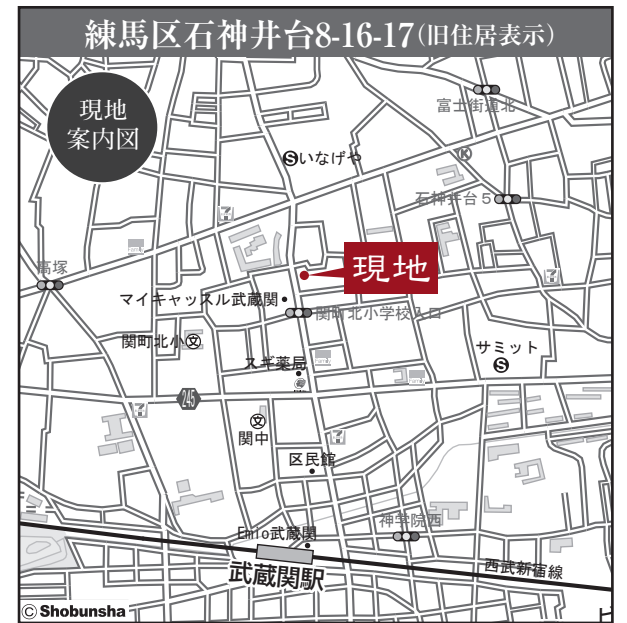 練馬区石神井台8-16-17(旧住居表示)
現地
案内図
富士街道北
Sいなげや
K
石神井台5
高塚
現地
マイキャッスル武蔵関
関町北小学校入口
関町北小文
サミット
S
スギ薬局
245
文
関中
区民館
神学院西
Emio武蔵関
武蔵関駅
西武新宿線
© Shobunsha